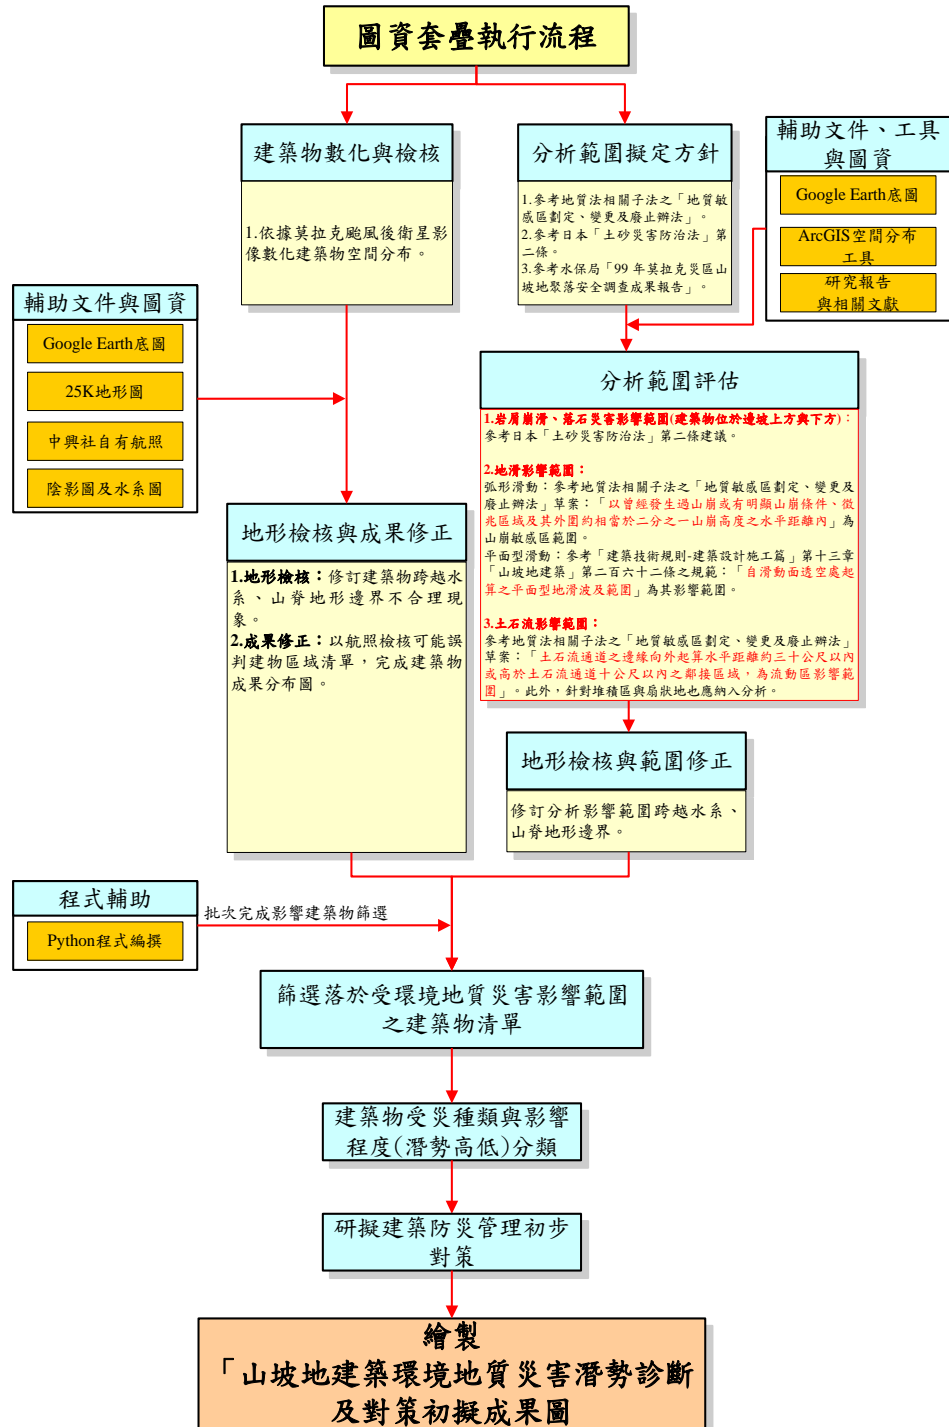 圖資套疊執行流程
建築物數化與檢核
1.依據莫拉克颱風後衛星影
像數化建築物空間分布。
分析範圍擬定方針
1.參考地質法相關子法之「地質敏
感區劃定、變更及廢止辦法」。
2.參考日本「土砂災害防治法」第
二條。
3.參考水保局「99 年莫拉克災區山
坡地聚落安全調查成果報告」。
輔助文件、工具
與圖資
Google Earth底圖
ArcGIS空間分布
工具
研究報告
與相關文獻
輔助文件與圖資
Google Earth底圖
25K地形圖
中興社自有航照
陰影圖及水系圖
分析範圍評估
1.岩屑崩滑、落石災害影響範圍(建築物位於邊坡上方與下方)：
參考日本「土砂災害防治法」第二條建議。
2.地滑影響範圍：
弧形滑動：參考地質法相關子法之「地質敏感區劃定、變更及
廢止辦法」草案：「以曾經發生過山崩或有明顯山崩條件、徵
兆區域及其外圍約相當於二分之一山崩高度之水平距離內」為
山崩敏感區範圍。
平面型滑動：參考「建築技術規則-建築設計施工篇」第十三章
「山坡地建築」第二百六十二條之規範：「自滑動面透空處起
算之平面型地滑波及範圍」為其影響範圍。
3.土石流影響範圍：
參考地質法相關子法之「地質敏感區劃定、變更及廢止辦法」
草案：「土石流通道之邊緣向外起算水平距離約三十公尺以內
或高於土石流通道十公尺以內之鄰接區域，為流動區影響範
圍」。此外，針對堆積區與扇狀地也應納入分析。
地形檢核與成果修正
1.地形檢核：修訂建築物跨越水
系、山脊地形邊界不合理現
象。
2.成果修正：以航照檢核可能誤
判建物區域清單，完成建築物
成果分布圖。
地形檢核與範圍修正
修訂分析影響範圍跨越水系、
山脊地形邊界。
程式輔助
Python程式編撰
批次完成影響建築物篩選
篩選落於受環境地質災害影響範圍
之建築物清單
建築物受災種類與影響
程度(潛勢高低)分類
研擬建築防災管理初步
對策
繪製
「山坡地建築環境地質災害潛勢診斷
及對策初擬成果圖